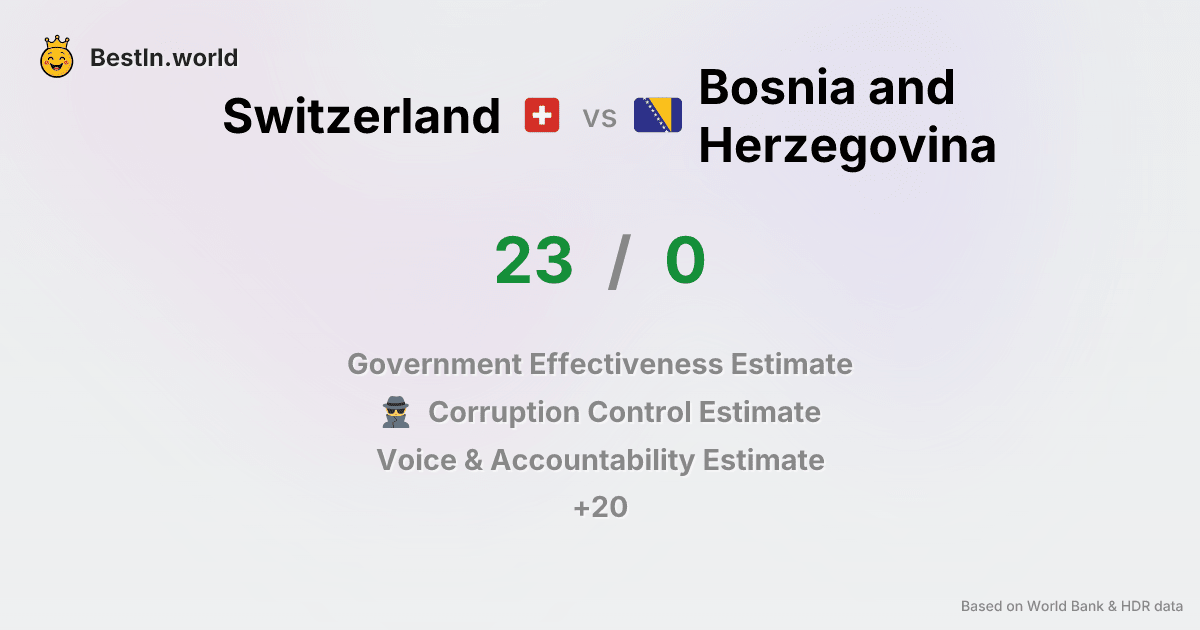 BestIn.world
Switzerland vs Bosnia and
Herzegovina
23 / 0
Government Effectiveness Estimate
Corruption Control Estimate
Voice & Accountability Estimate
+20
Based on World Bank & HDR data